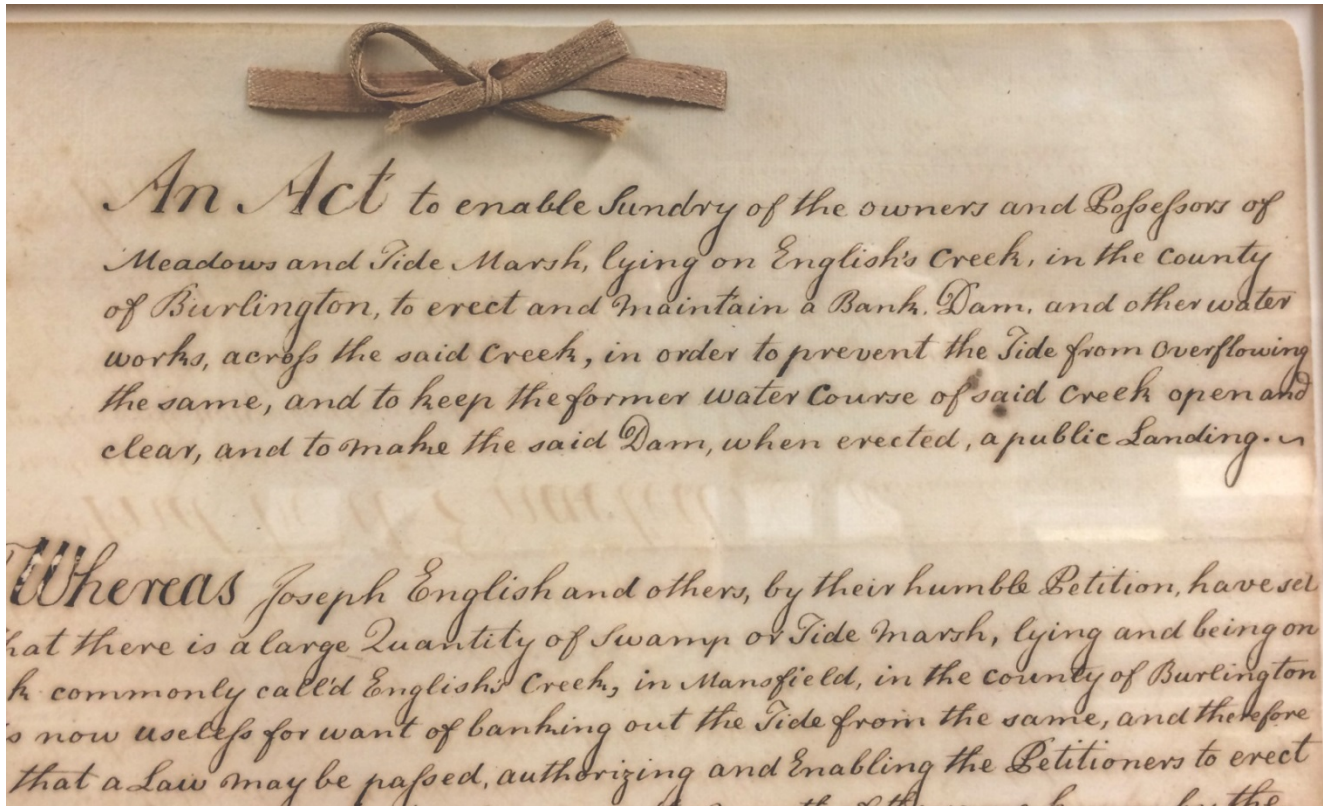 An Act to enable Sundry of the owners and Poſseſsors of
Meadows and Tide Marsh, lying on English's Creek, in the county
of Burlington, to erect and maintain a Bank, Dam, and other water
works, acroſs the said Creek, in order to prevent the Tide from Overflowing
the same, and to keep the former water Course of said Creek open and
clear, and to make the said Dam, when erected, a public Landing.
Whereas Joseph English and others, by their humble Petition, have set
hat there is a large Quantity of Swamp or Tide Marsh, lying and being on
k commonly call'd English's Creek, in Mansfield, in the county of Burlington
s now uselefs for want of banking out the Tide from the same, and therefore
that a Law may be paſsed, authorizing and Enabling the Petitioners to erect